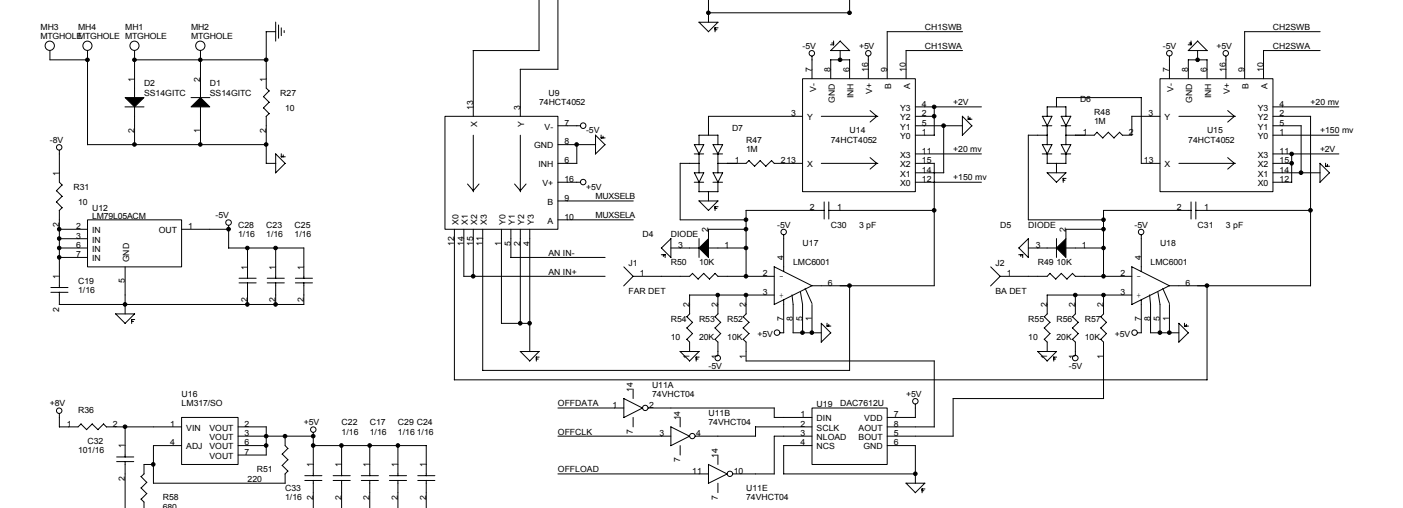 MH3 MH4 MH1 MH2
MTGHOLE MTGHOLE MTGHOLE MTGHOLE
D2
SS14GITC
D1
SS14GITC
R27
10
-8V
R31
10
U12
LM79L05ACM
IN
IN
IN
IN
OUT
GND
-5V
C28
1/16
C23
1/16
C25
1/16
C19
1/16
U9
74HCT4052
X
Y
V-
GND
INH
V+
B
A
-5V
+5V
MUXSELB
MUXSELA
X0 X1 X2 X3 Y0 Y1 Y2 Y3
12 14 15 11 1 5 2 4
AN IN-
AN IN+
CH1SWB
CH1SWA
-5V
+5V
V- GND INH V+ B A
U14
74HCT4052
Y
X
Y3
Y2
Y1
Y0
X3
X2
X1
X0
+2V
+20 mv
+150 mv
D7
R47
1M
C30 3 pF
D4 DIODE
J1
R50 10K
FAR DET
-5V
U17
LMC6001
R54
10
R53
20K
R52
10K
+5V
-5V
CH2SWB
CH2SWA
-5V
+5V
V- GND INH V+ B A
U15
74HCT4052
Y
X
Y3
Y2
Y1
Y0
X3
X2
X1
X0
+20 mv
+150 mv
+2V
D6
R48
1M
C31 3 pF
D5 DIODE
J2
R49 10K
BA DET
-5V
U18
LMC6001
R55
10
R56
20K
R57
10K
+5V
-5V
+8V
R36
U16
LM317/SO
VIN
ADJ
VOUT
VOUT
VOUT
VOUT
C32
101/16
R58
680
R51
220
+5V
C22
1/16
C17
1/16
C29 C24
1/16 1/16
C33
1/16
OFFDATA
OFFCLK
OFFLOAD
U11A
74VHCT04
U11B
74VHCT04
U11E
74VHCT04
U19 DAC7612U
DIN
SCLK
NLOAD
NCS
VDD
AOUT
BOUT
GND
+5V